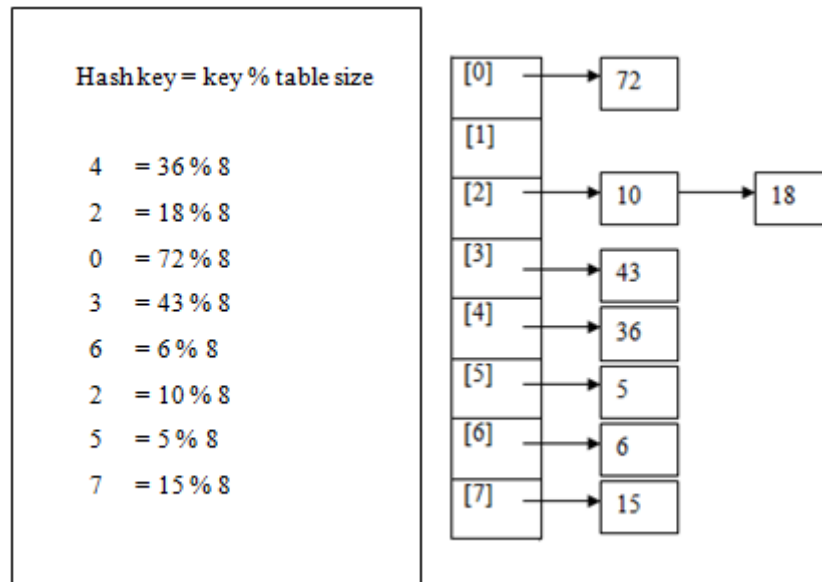 Hash key = key % table size
4 = 36 % 8
2 = 18 % 8
0 = 72 % 8
3 = 43 % 8
6 = 6 % 8
2 = 10 % 8
5 = 5 % 8
7 = 15 % 8
[0] 72
[1]
[2] 10 18
[3] 43
[4] 36
[5] 5
[6] 6
[7] 15